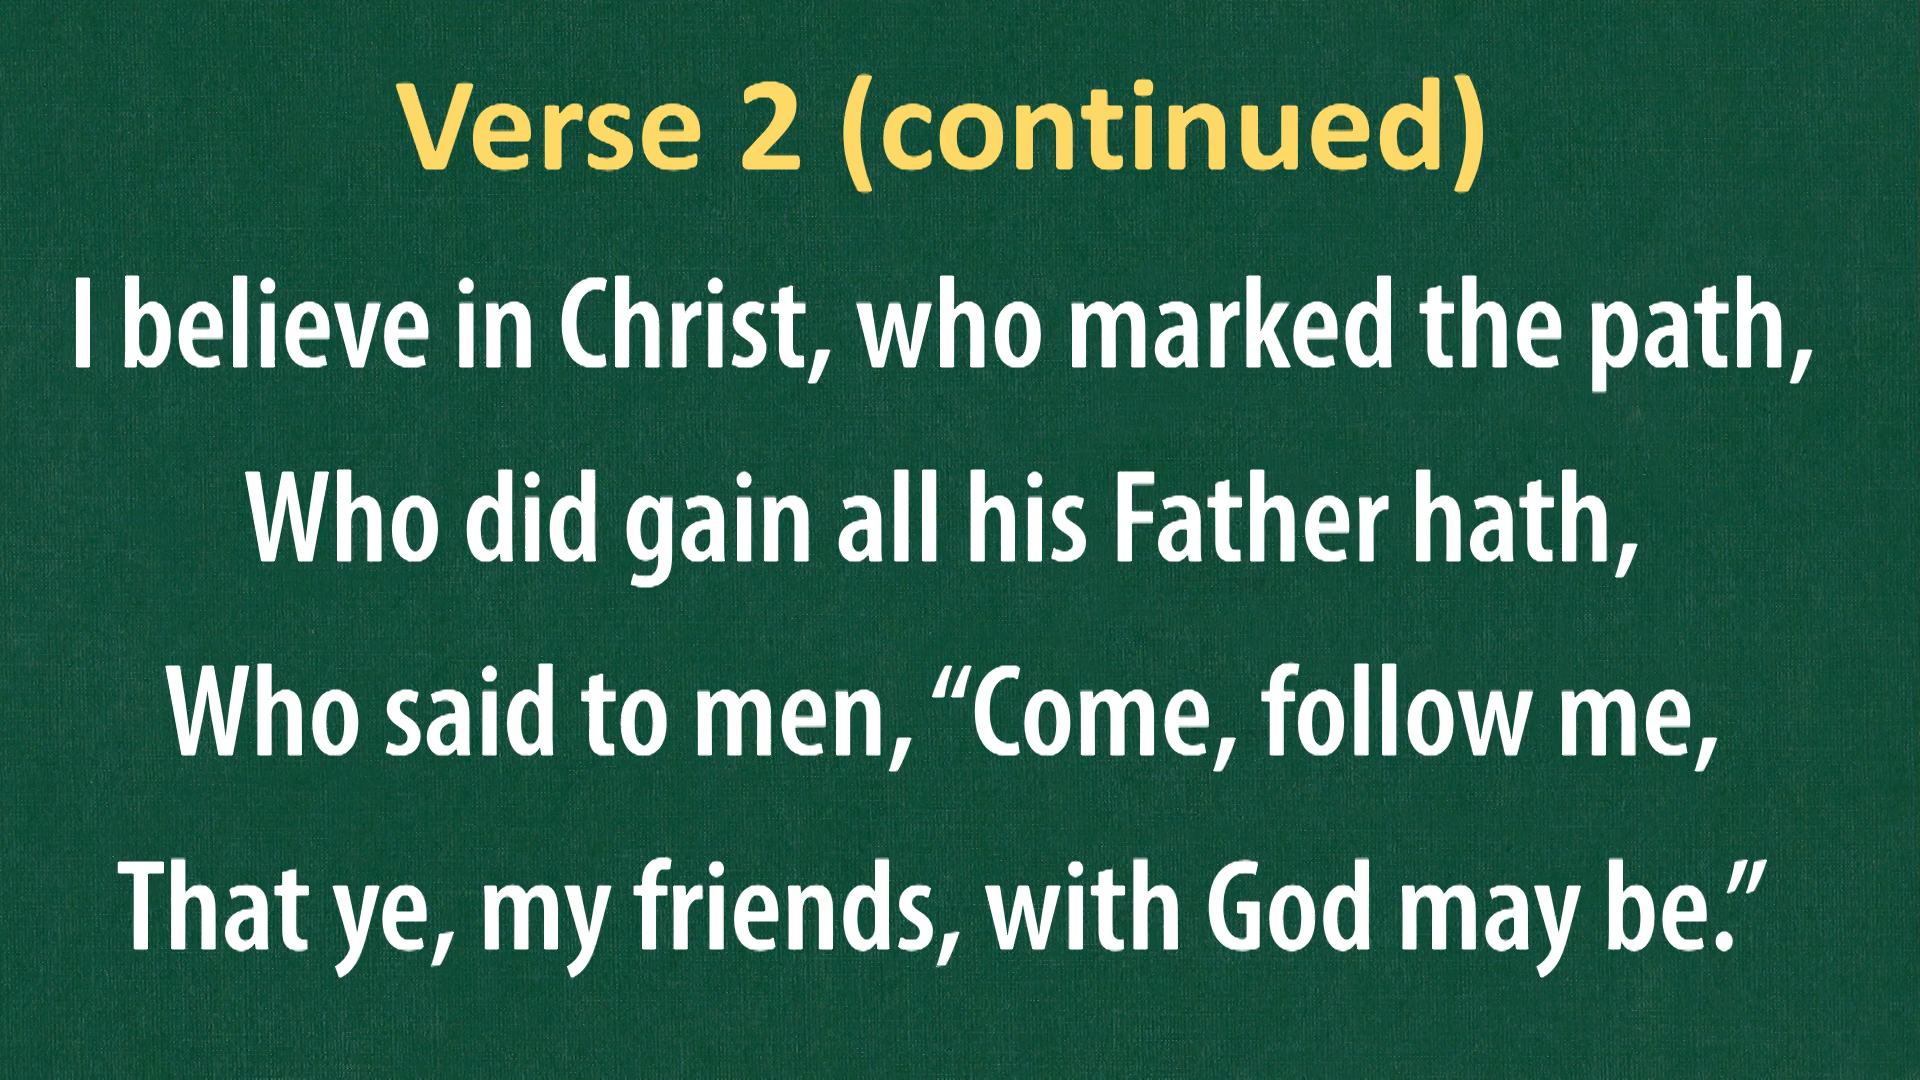 Verse 2 (continued)
I believe in Christ, who marked the path,
Who did gain all his Father hath,
Who said to men, “Come, follow me,
That ye, my friends, with God may be.”